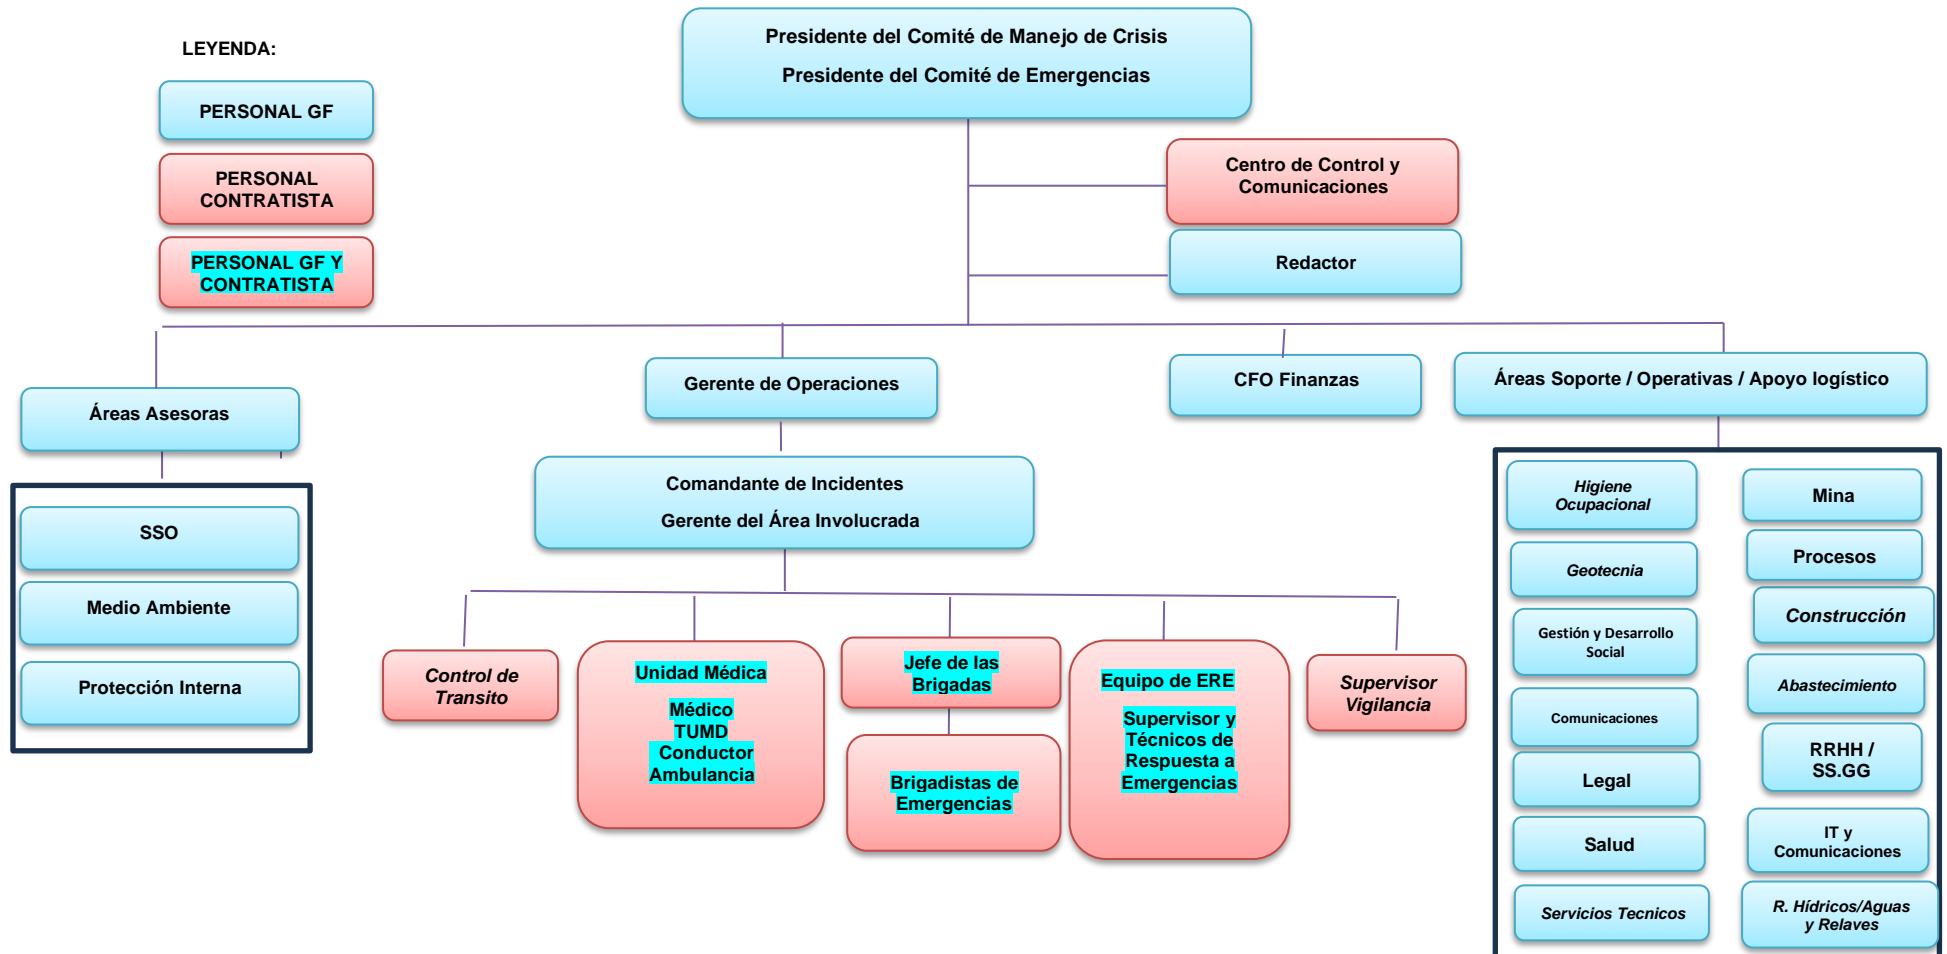 LEYENDA:
PERSONAL GF
PERSONAL
CONTRATISTA
PERSONAL GF Y
CONTRATISTA
Presidente del Comité de Manejo de Crisis
Presidente del Comité de Emergencias
Centro de Control y
Comunicaciones
Redactor
Áreas Asesoras
Gerente de Operaciones
CFO Finanzas
Áreas Soporte / Operativas / Apoyo logístico
SSO
Medio Ambiente
Protección Interna
Comandante de Incidentes
Gerente del Área Involucrada
Control de
Transito
Unidad Médica
Médico
TUMD
Conductor
Ambulancia
Jefe de las
Brigadas
Brigadistas de
Emergencias
Equipo de ERE
Supervisor y
Técnicos de
Respuesta a
Emergencias
Supervisor
Vigilancia
Higiene
Ocupacional
Geotecnia
Gestión y Desarrollo
Social
Comunicaciones
Legal
Salud
Servicios Tecnicos
Mina
Procesos
Construcción
Abastecimiento
RRHH /
SS.GG
IT y
Comunicaciones
R. Hídricos/Aguas
y Relaves